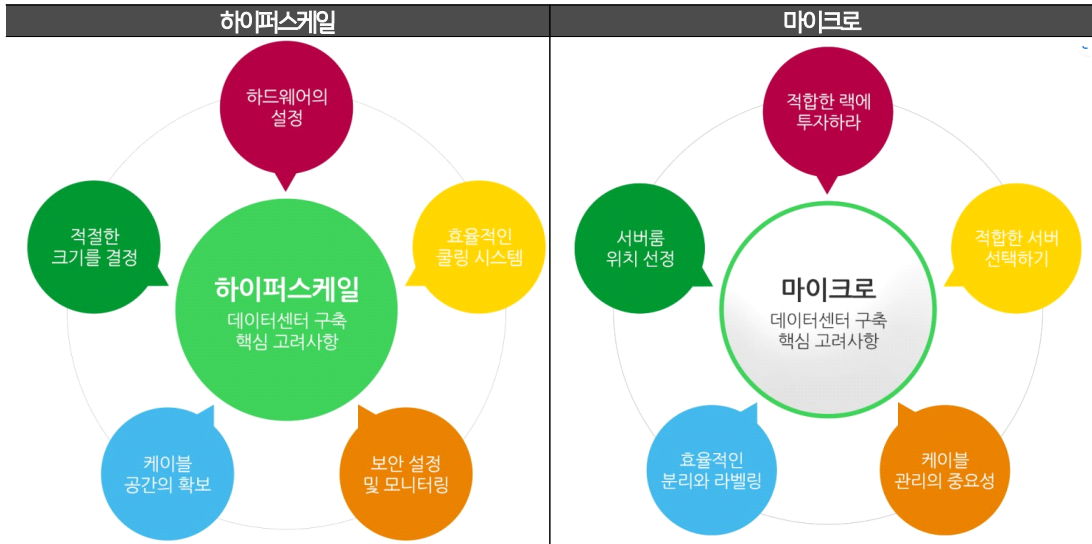 하이퍼스케일
하드웨어의
설정
적절한
크기를 결정
효율적인
쿨링 시스템
하이퍼스케일
데이터센터 구축
핵심 고려사항
케이블
공간의 확보
보안 설정
및 모니터링
마이크로
적합한 랙에
투자하라
서버룸
위치 선정
적합한 서버
선택하기
마이크로
데이터센터 구축
핵심 고려사항
효율적인
분리와 라벨링
케이블
관리의 중요성